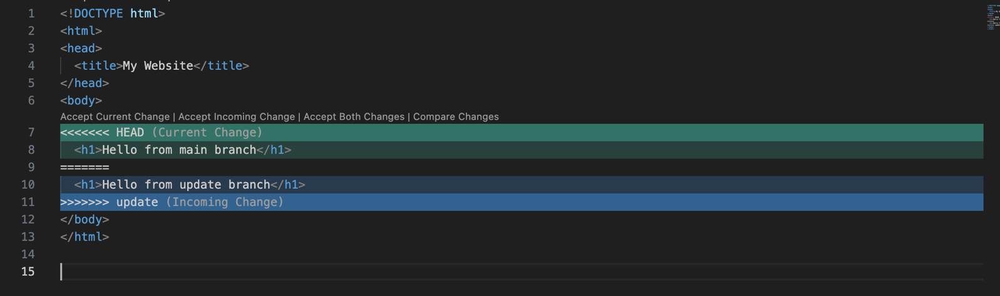 1 <!DOCTYPE html>
2 <html>
3 <head>
4   <title>My Website</title>
5 </head>
6 <body>
Accept Current Change | Accept Incoming Change | Accept Both Changes | Compare Changes
7 <<<<<<< HEAD (Current Change)
8   <h1>Hello from main branch</h1>
9 =======
10   <h1>Hello from update branch</h1>
11 >>>>>>> update (Incoming Change)
12 </body>
13 </html>
14
15